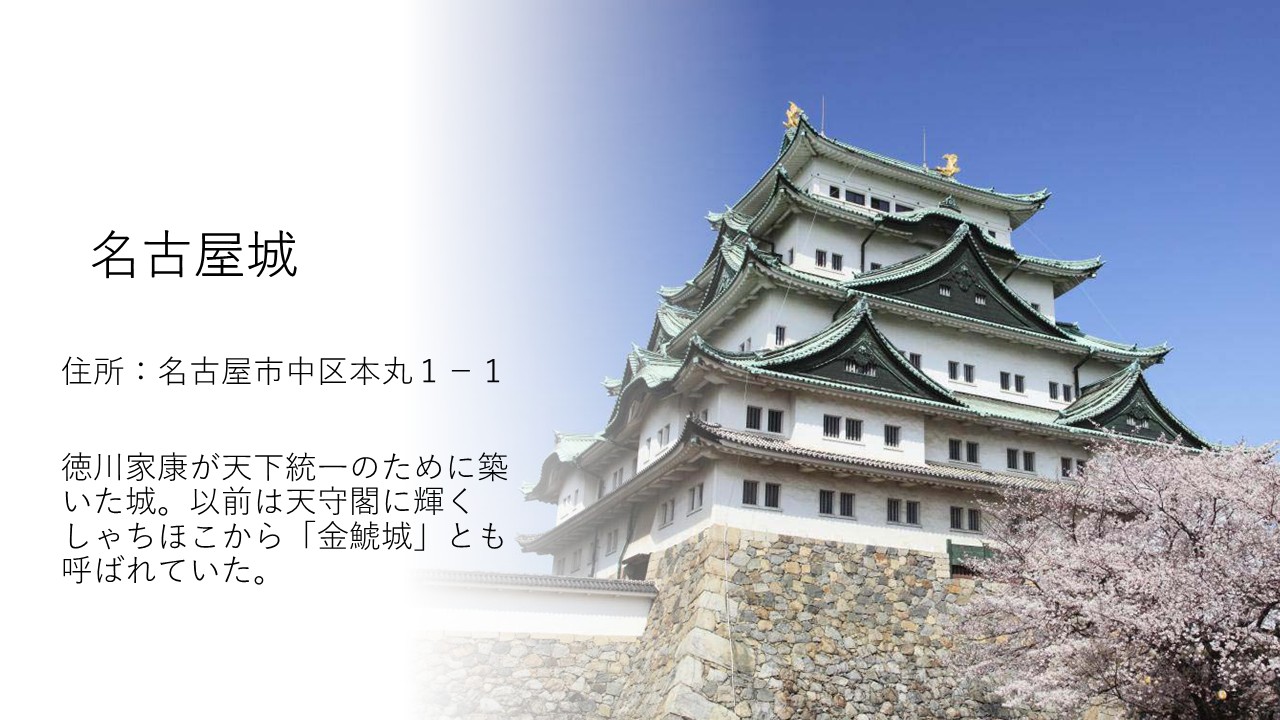 名古屋城
住所：名古屋市中区本丸１－１
徳川家康が天下統一のために築
いた城。以前は天守閣に輝く
しゃちほこから「金鯱城」とも
呼ばれていた。